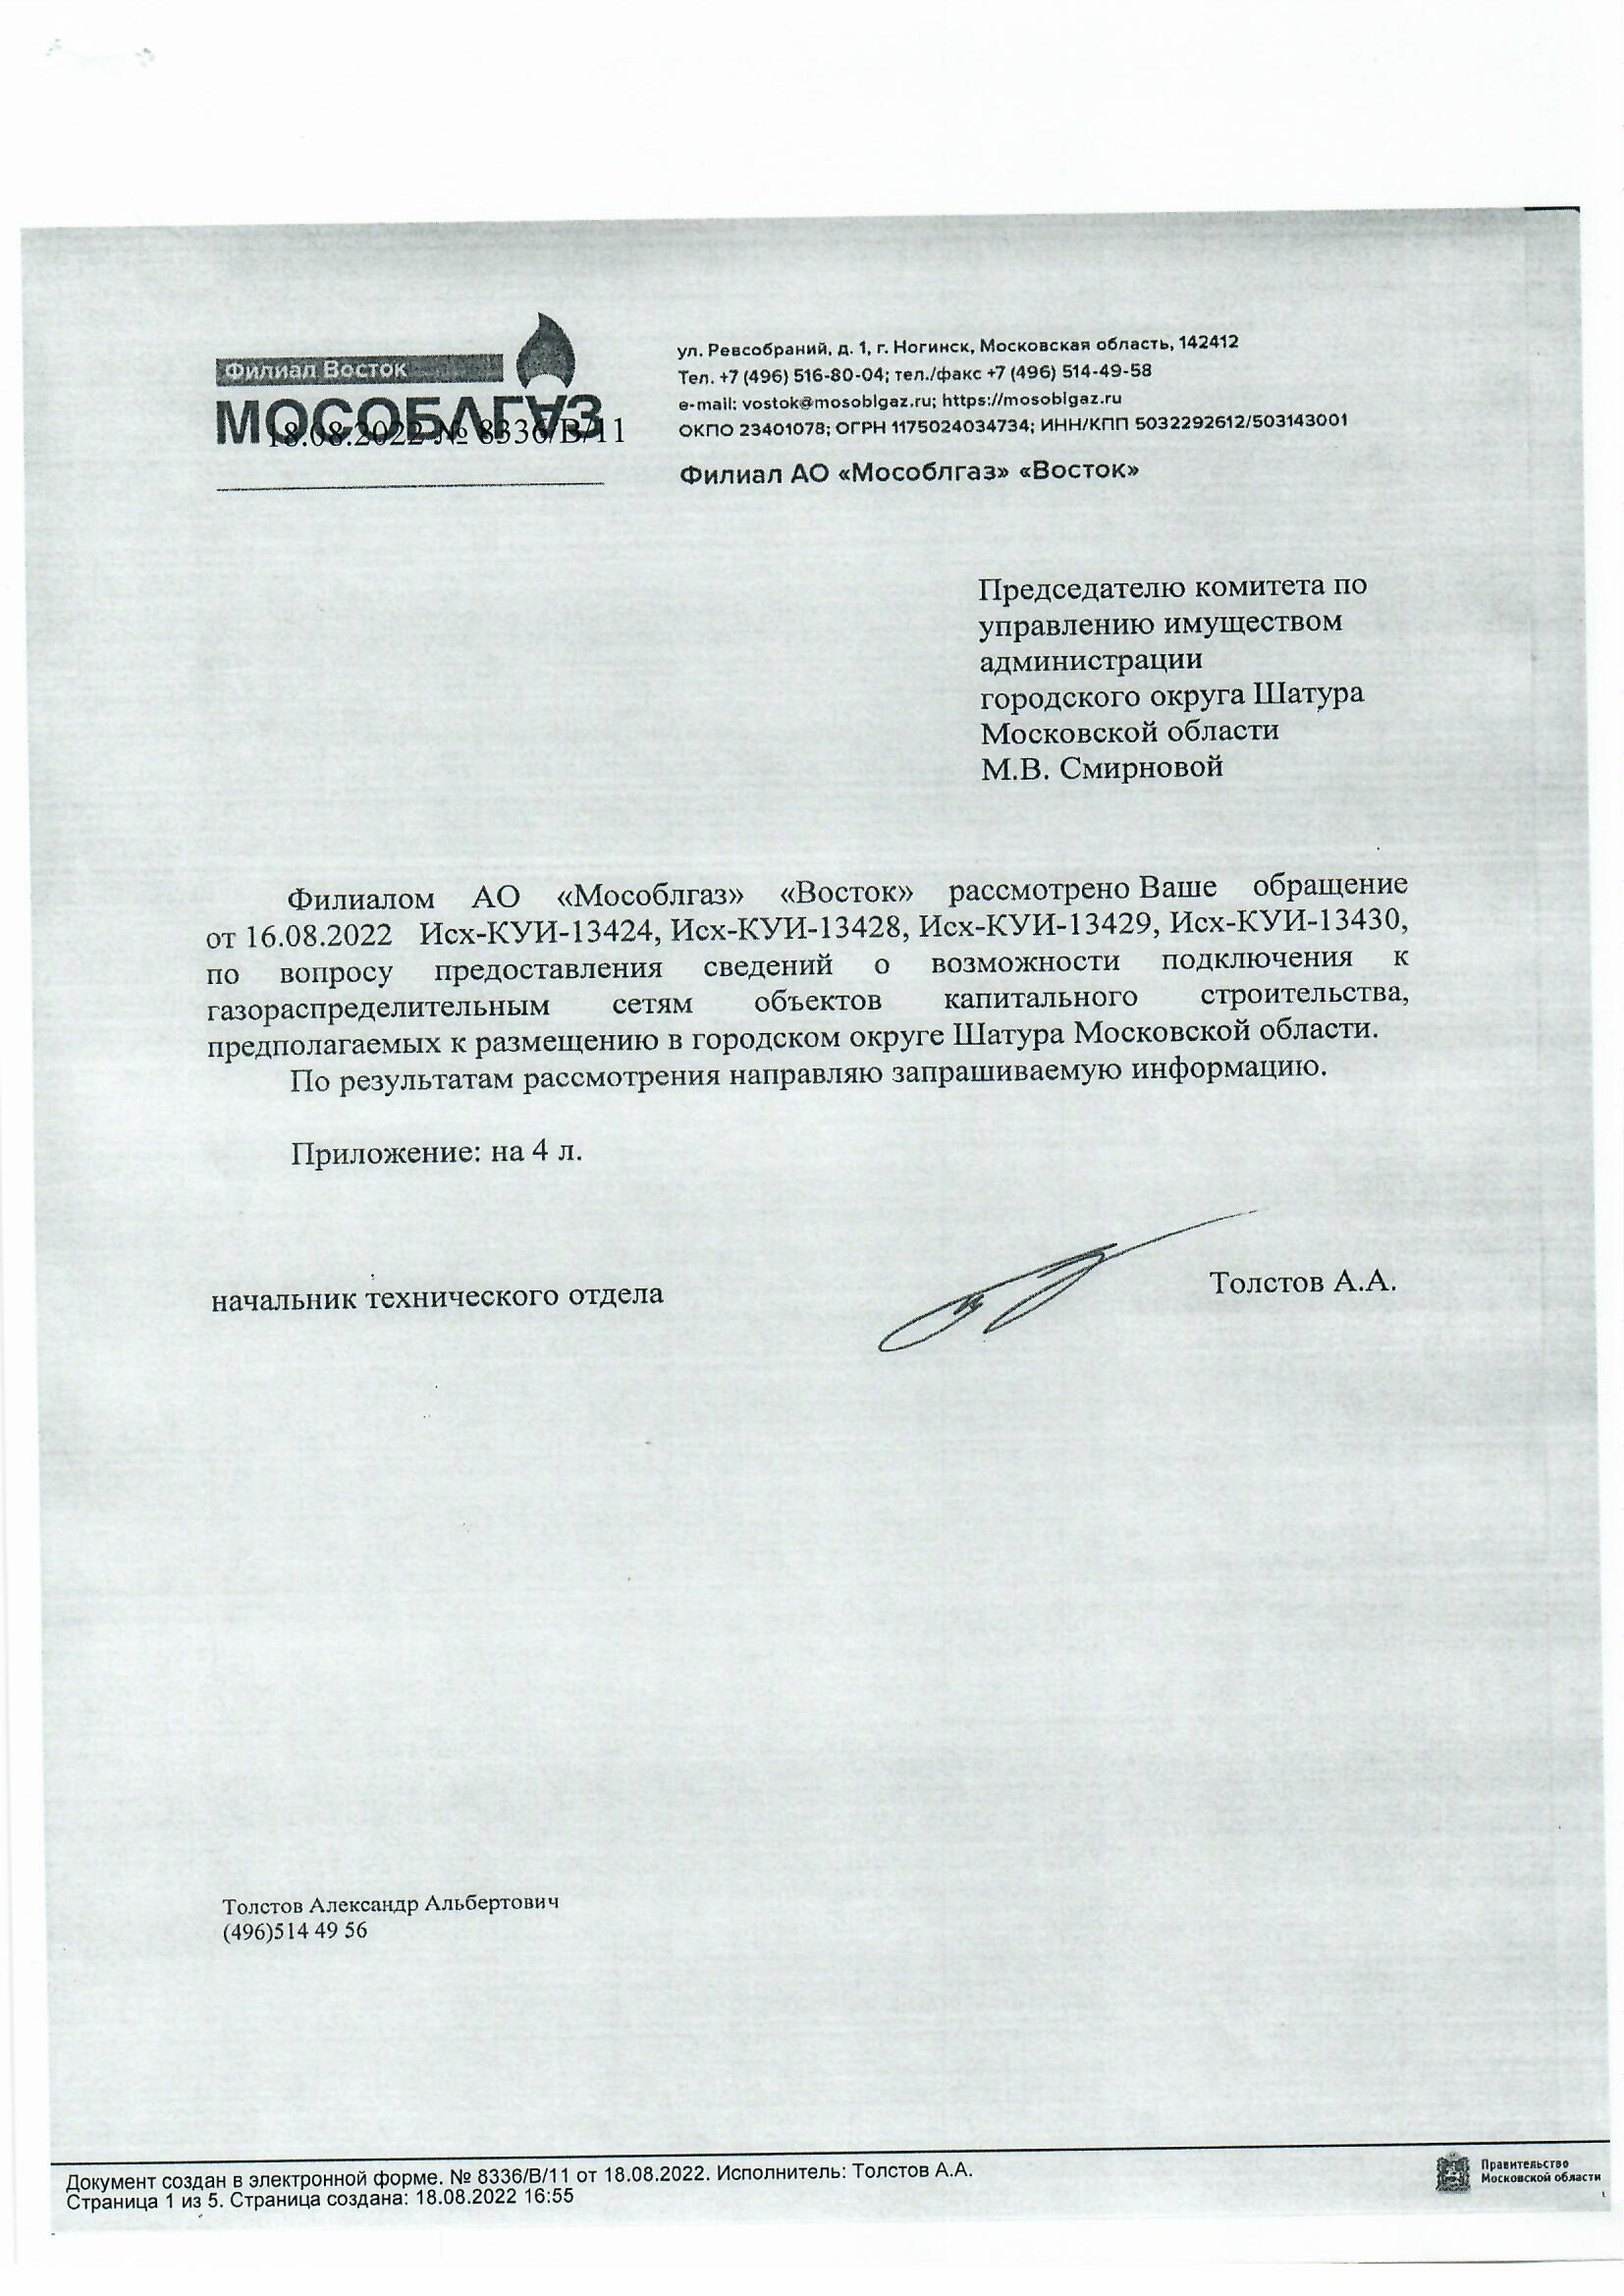 Филиал Восток
МОСОБЛГАЗ
18.08.2022 № 8336/В/11
ул. Ревсобраний, д. 1, г. Ногинск, Московская область, 142412
Тел. +7 (496) 516-80-04; тел./факс +7 (496) 514-49-58
e-mail: vostok@mosoblgaz.ru; https://mosoblgaz.ru
ОКПО 23401078; ОГРН 1175024034734; ИНН/КПП 5032292612/503143001
Филиал АО «Мособлгаз» «Восток»
Председателю комитета по
управлению имуществом
администрации
городского округа Шатура
Московской области
М.В. Смирновой
Филиалом АО «Мособлгаз» «Восток» рассмотрено Ваше обращение
от 16.08.2022 Исх-КУИ-13424, Исх-КУИ-13428, Исх-КУИ-13429, Исх-КУИ-13430,
по вопросу предоставления сведений о возможности подключения к
газораспределительным сетям объектов капитального строительства,
предполагаемых к размещению в городском округе Шатура Московской области.
По результатам рассмотрения направляю запрашиваемую информацию.
Приложение: на 4 л.
начальник технического отдела
Толстов А.А.
Толстов Александр Альбертович
(496)514 49 56
Документ создан в электронной форме. № 8336/В/11 от 18.08.2022. Исполнитель: Толстов А.А.
Страница 1 из 5. Страница создана: 18.08.2022 16:55
Правительство
Московской области